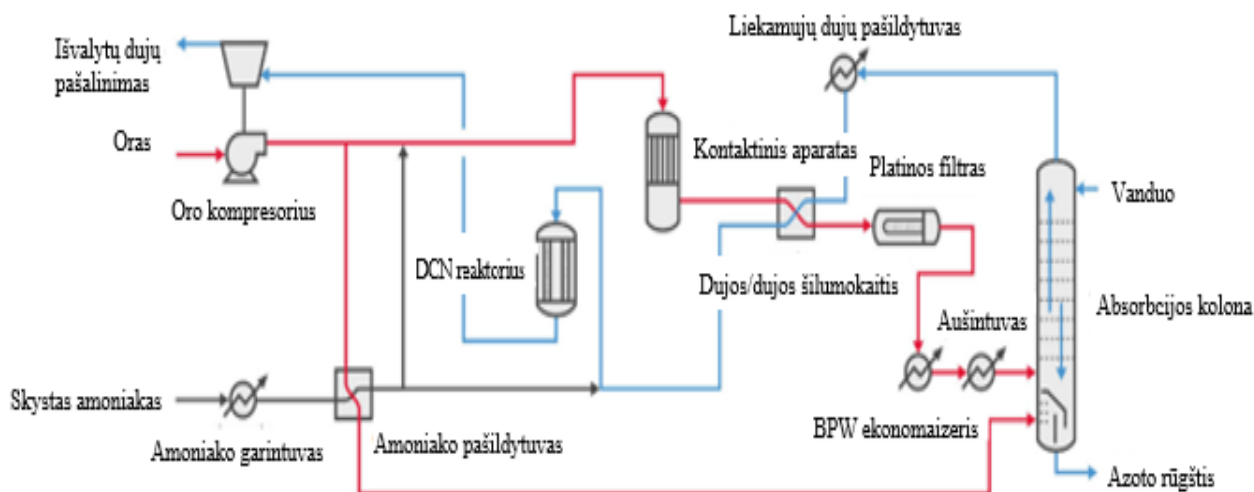 Liekamųjų dujų pašildytuvas
Išvalytų dujų
pašalinimas
Oras
Oro kompresorius
Kontaktinis aparatas
Platinos filtras
Vanduo
DCN reaktorius
Dujos/dujos šilumokaitis
Absorbcijos kolona
Aušintuvas
Skystas amoniakas
Amoniako garintuvas
Amoniako pašildytuvas
BPW ekonomaizeris
Azoto rūgštis